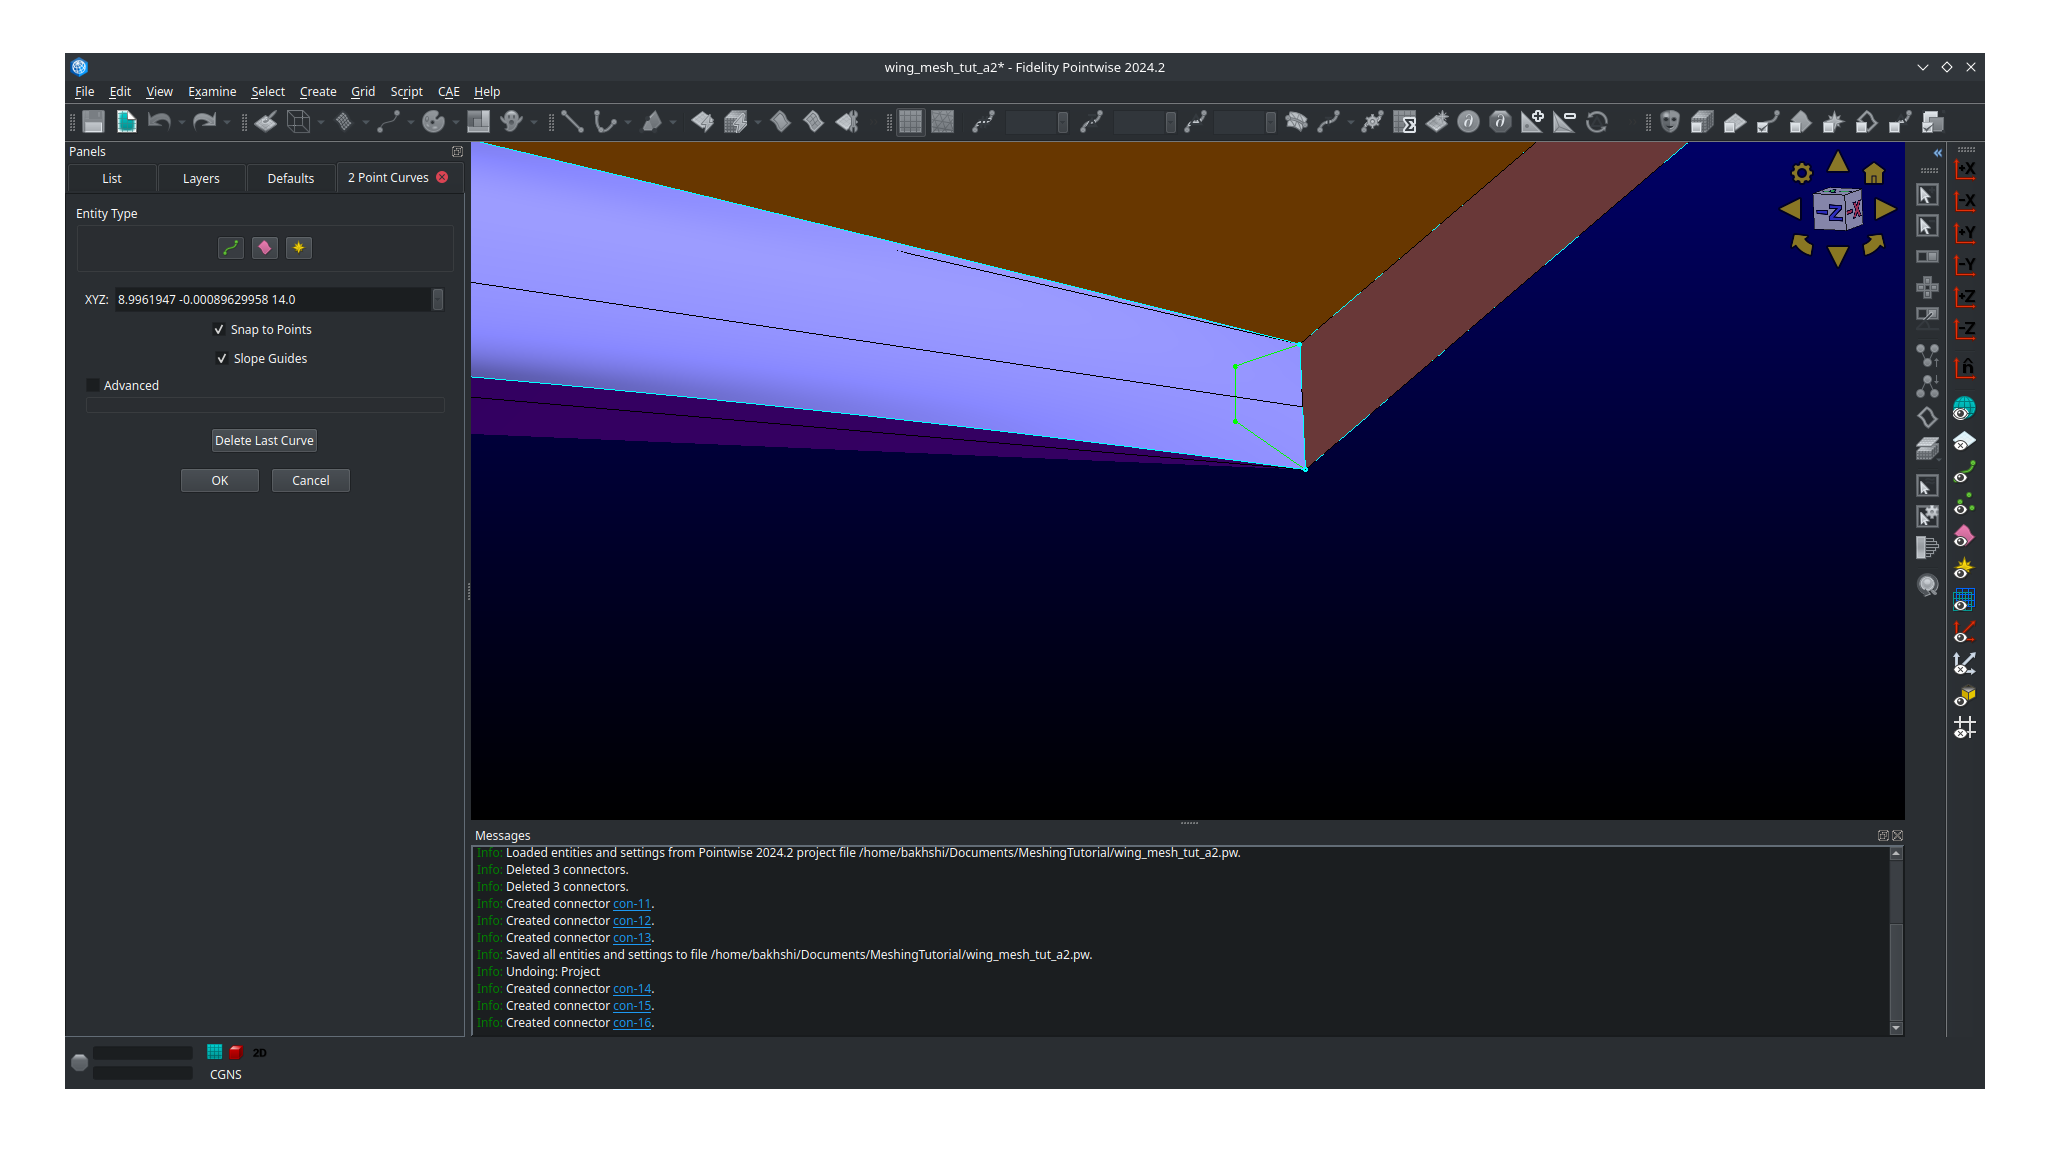 wing_mesh_tut_a2* - Fidelity Pointwise 2024.2
File Edit View Examine Select Create Grid Script CAE Help
Panels
List Layers Defaults 2 Point Curves
Entity Type
XYZ: 8.9961947 -0.00089629958 14.0
Snap to Points
Slope Guides
Advanced
Delete Last Curve
OK Cancel
-Z -X
+X
-X
+Y
-Y
+Z
-Z
n̂
Messages
Info: Loaded entities and settings from Pointwise 2024.2 project file /home/bakhshi/Documents/MeshingTutorial/wing_mesh_tut_a2.pw.
Info: Deleted 3 connectors.
Info: Deleted 3 connectors.
Info: Created connector con-11.
Info: Created connector con-12.
Info: Created connector con-13.
Info: Saved all entities and settings to file /home/bakhshi/Documents/MeshingTutorial/wing_mesh_tut_a2.pw.
Info: Undoing: Project
Info: Created connector con-14.
Info: Created connector con-15.
Info: Created connector con-16.
2D
CGNS